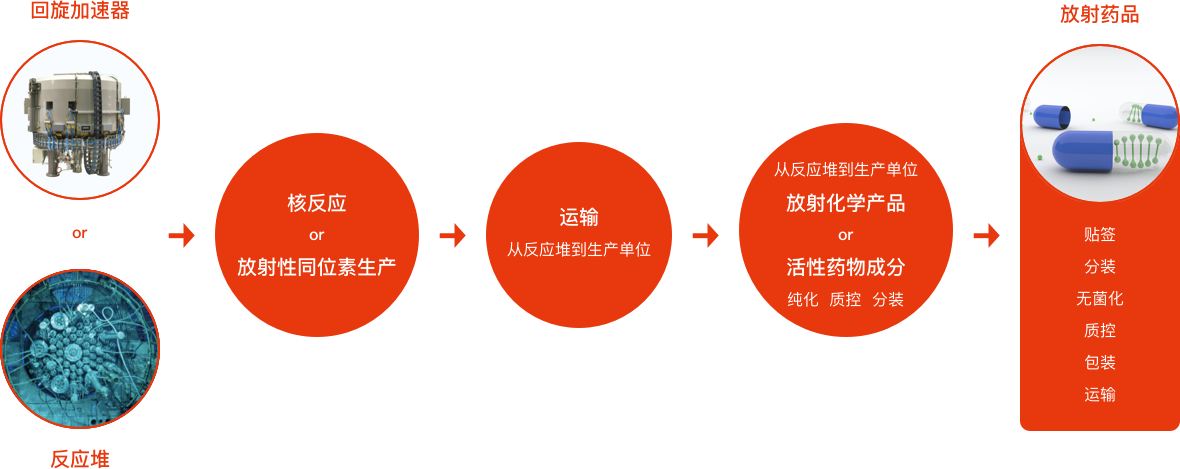 回旋加速器
or
反应堆
核反应
or
放射性同位素生产
运输
从反应堆到生产单位
从反应堆到生产单位
放射化学产品
or
活性药物成分
纯化 质控 分装
放射药品
贴签
分装
无菌化
质控
包装
运输